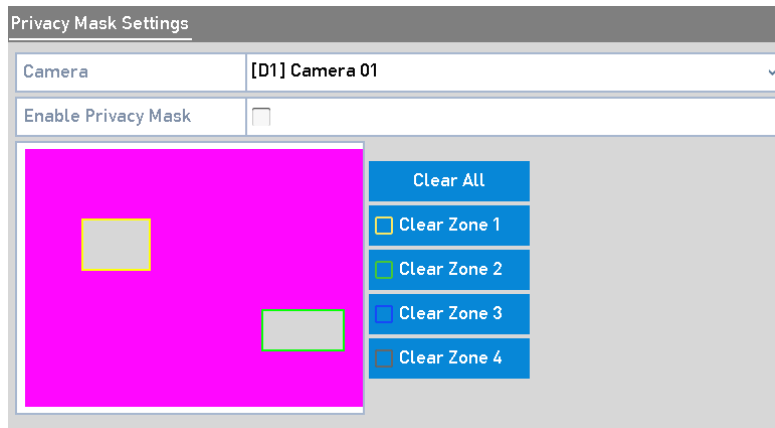 Privacy Mask Settings
Camera [D1] Camera 01
Enable Privacy Mask
Clear All
Clear Zone 1
Clear Zone 2
Clear Zone 3
Clear Zone 4